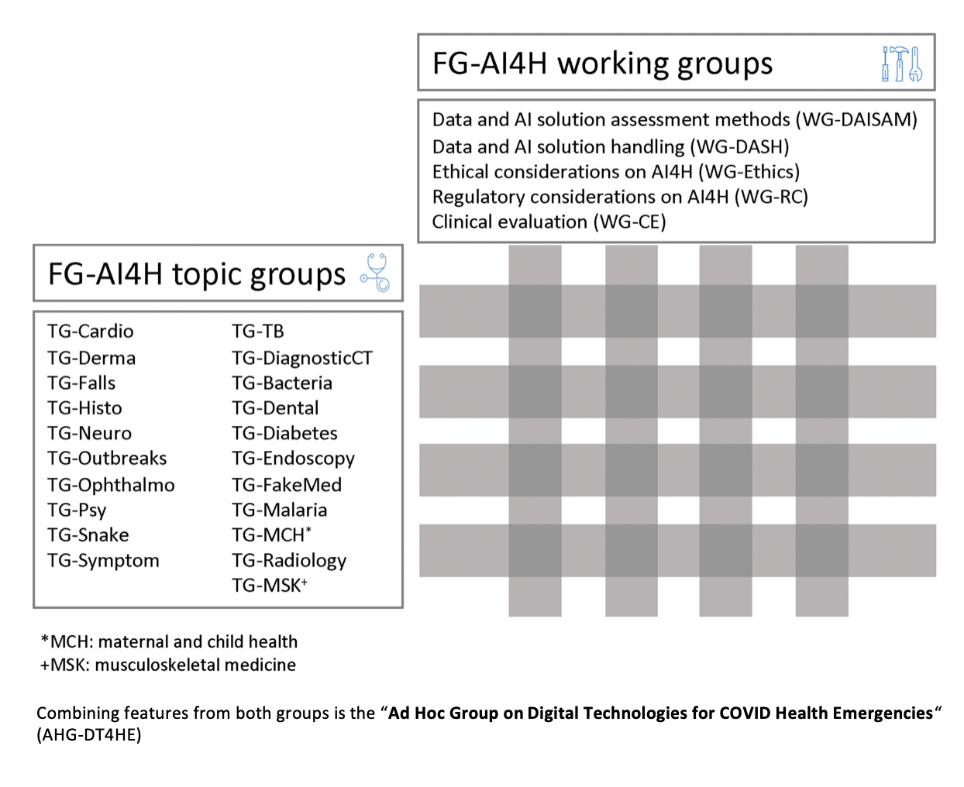 FG-AI4H working groups
Data and AI solution assessment methods (WG-DAISAM)
Data and AI solution handling (WG-DASH)
Ethical considerations on AI4H (WG-Ethics)
Regulatory considerations on AI4H (WG-RC)
Clinical evaluation (WG-CE)
FG-AI4H topic groups
TG-Cardio
TG-Derma
TG-Falls
TG-Histo
TG-Neuro
TG-Outbreaks
TG-Ophthalmo
TG-Psy
TG-Snake
TG-Symptom
TG-TB
TG-DiagnosticCT
TG-Bacteria
TG-Dental
TG-Diabetes
TG-Endoscopy
TG-FakeMed
TG-Malaria
TG-MCH*
TG-Radiology
TG-MSK+
*MCH: maternal and child health
+MSK: musculoskeletal medicine
Combining features from both groups is the “Ad Hoc Group on Digital Technologies for COVID Health Emergencies“
(AHG-DT4HE)